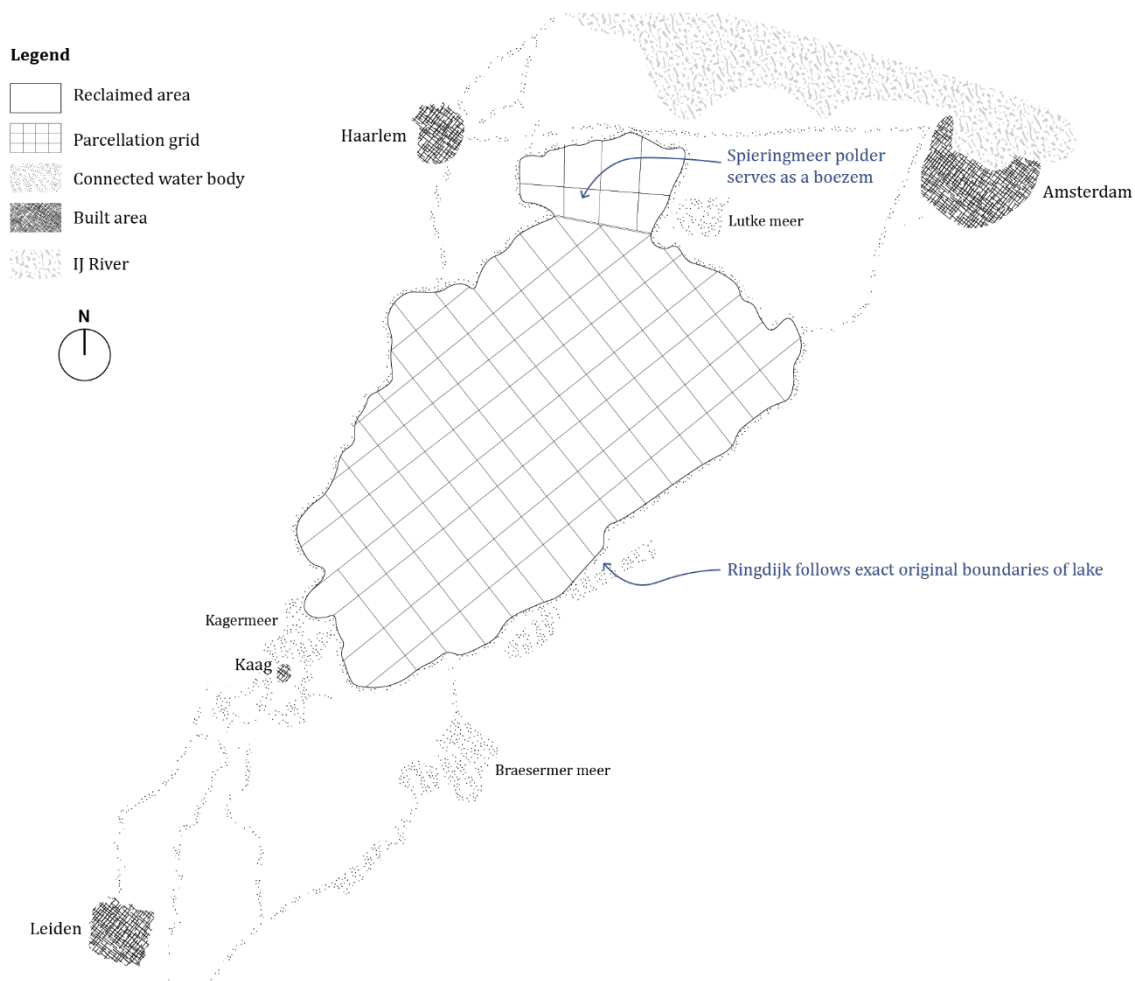 Legend
Reclaimed area
Parcellation grid
Connected water body
Built area
IJ River
N
Haarlem
Spieringmeer polder
serves as a boezem
Amsterdam
Lutke meer
Ringdijk follows exact original boundaries of lake
Kagermeer
Kaag
Braesermer meer
Leiden